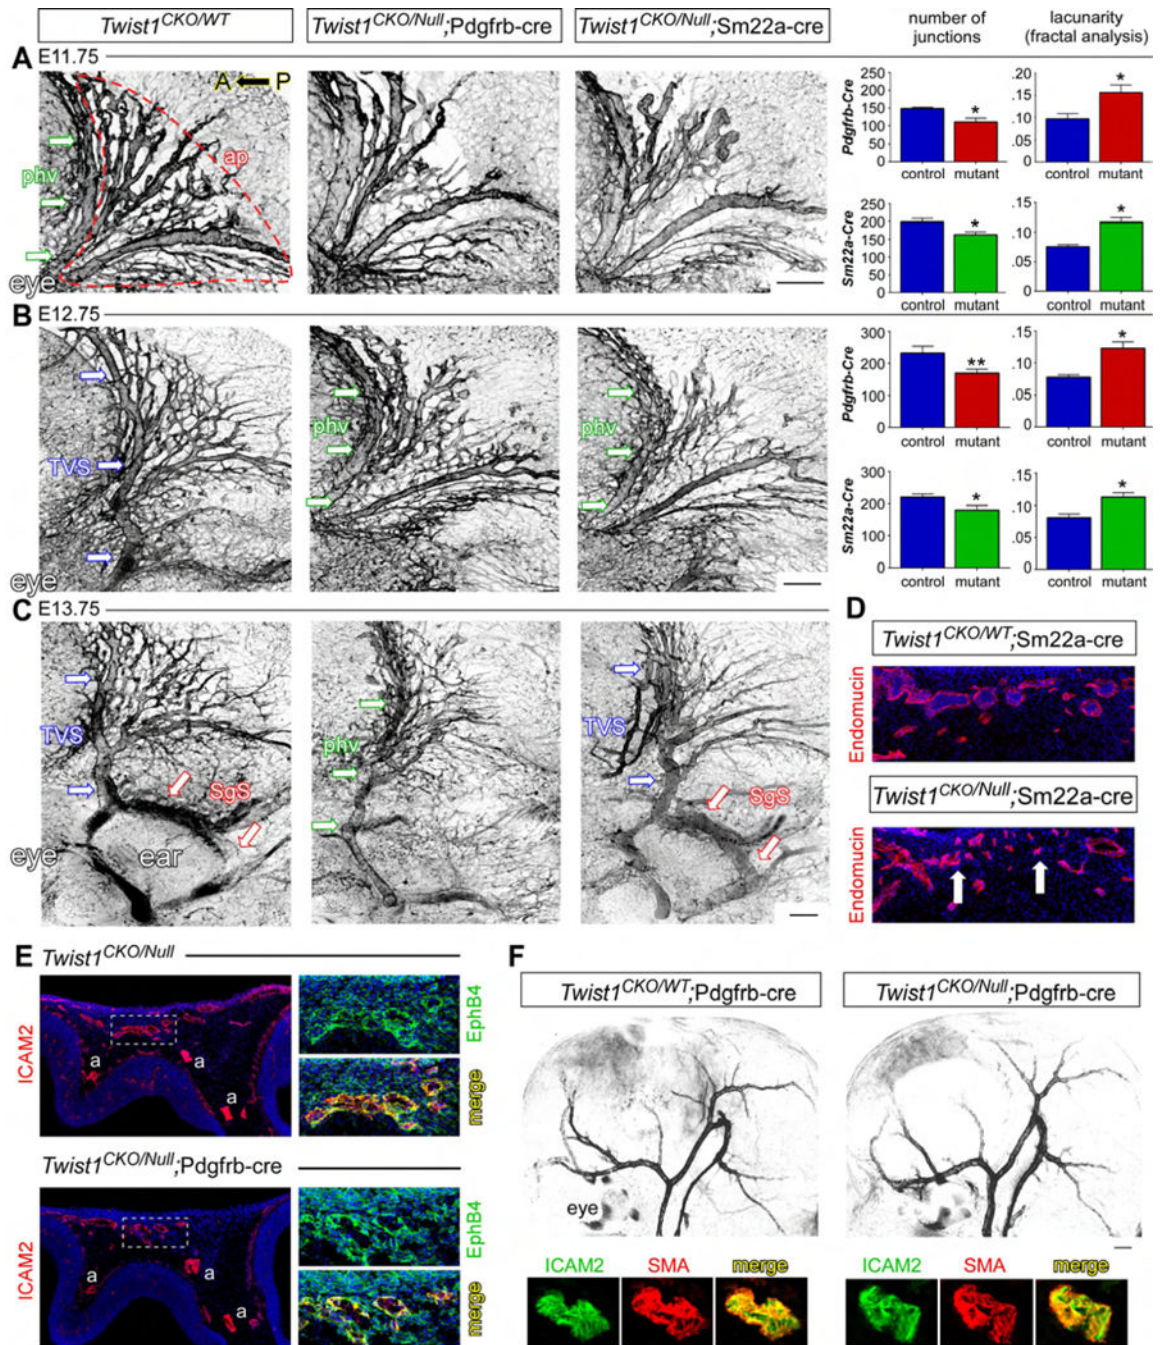 Twist1CKO/WT
Twist1CKO/Null;Pdgfrb-cre
Twist1CKO/Null;Sm22a-cre
number of
junctions
lacunarity
(fractal analysis)
A E11.75
A P
phv
ap
eye
Pdgfrb-Cre
250
200
150
100
50
0
control mutant
*
.20
.15
.10
.05
0
control mutant
*
Sm22a-Cre
250
200
150
100
50
0
control mutant
*
.15
.10
.05
0
control mutant
*
B E12.75
TVS
eye
phv
phv
Pdgfrb-Cre
300
200
100
0
control mutant
**
.15
.10
.05
0
control mutant
*
Sm22a-Cre
300
200
100
0
control mutant
*
.15
.10
.05
0
control mutant
*
C E13.75
TVS
SgS
eye
ear
phv
TVS
SgS
D
Twist1CKO/WT;Sm22a-cre
Endomucin
Twist1CKO/Null;Sm22a-cre
Endomucin
E Twist1CKO/Null
ICAM2
a
a
a
EphB4
merge
Twist1CKO/Null;Pdgfrb-cre
ICAM2
a
a
a
EphB4
merge
F
Twist1CKO/WT;Pdgfrb-cre
Twist1CKO/Null;Pdgfrb-cre
eye
ICAM2 SMA merge
ICAM2 SMA merge